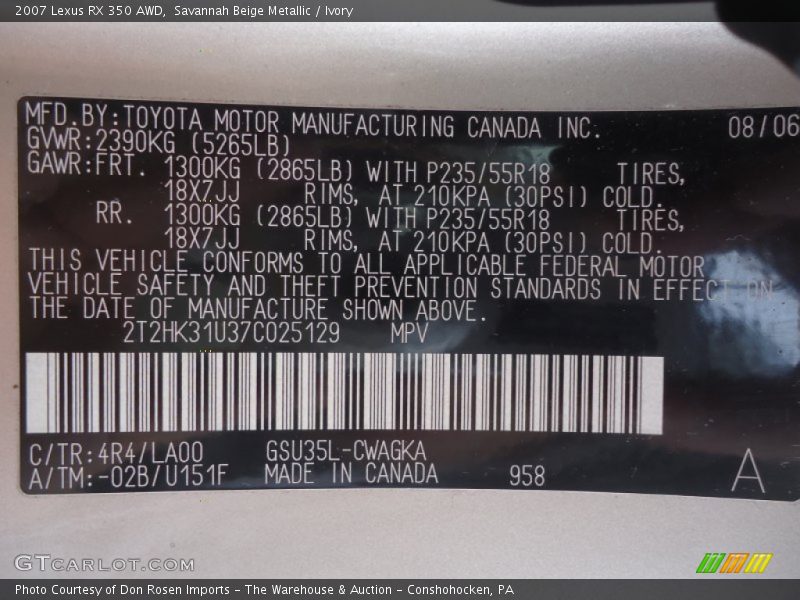 2007 Lexus RX 350 AWD, Savannah Beige Metallic / Ivory
MFD.BY:TOYOTA MOTOR MANUFACTURING CANADA INC. 08/06
GVWR:2390KG (5265LB)
GAWR:FRT. 1300KG (2865LB) WITH P235/55R18 TIRES,
18X7JJ RIMS, AT 210KPA (30PSI) COLD.
RR. 1300KG (2865LB) WITH P235/55R18 TIRES,
18X7JJ RIMS, AT 210KPA (30PSI) COLD.
THIS VEHICLE CONFORMS TO ALL APPLICABLE FEDERAL MOTOR
VEHICLE SAFETY AND THEFT PREVENTION STANDARDS IN EFFECT ON
THE DATE OF MANUFACTURE SHOWN ABOVE.
2T2HK31U37C025129 MPV
C/TR:4R4/LA00 GSU35L-CWAGKA
A/TM:-02B/U151F MADE IN CANADA 958 A
GTCARLOT.COM
Photo Courtesy of Don Rosen Imports - The Warehouse & Auction - Conshohocken, PA